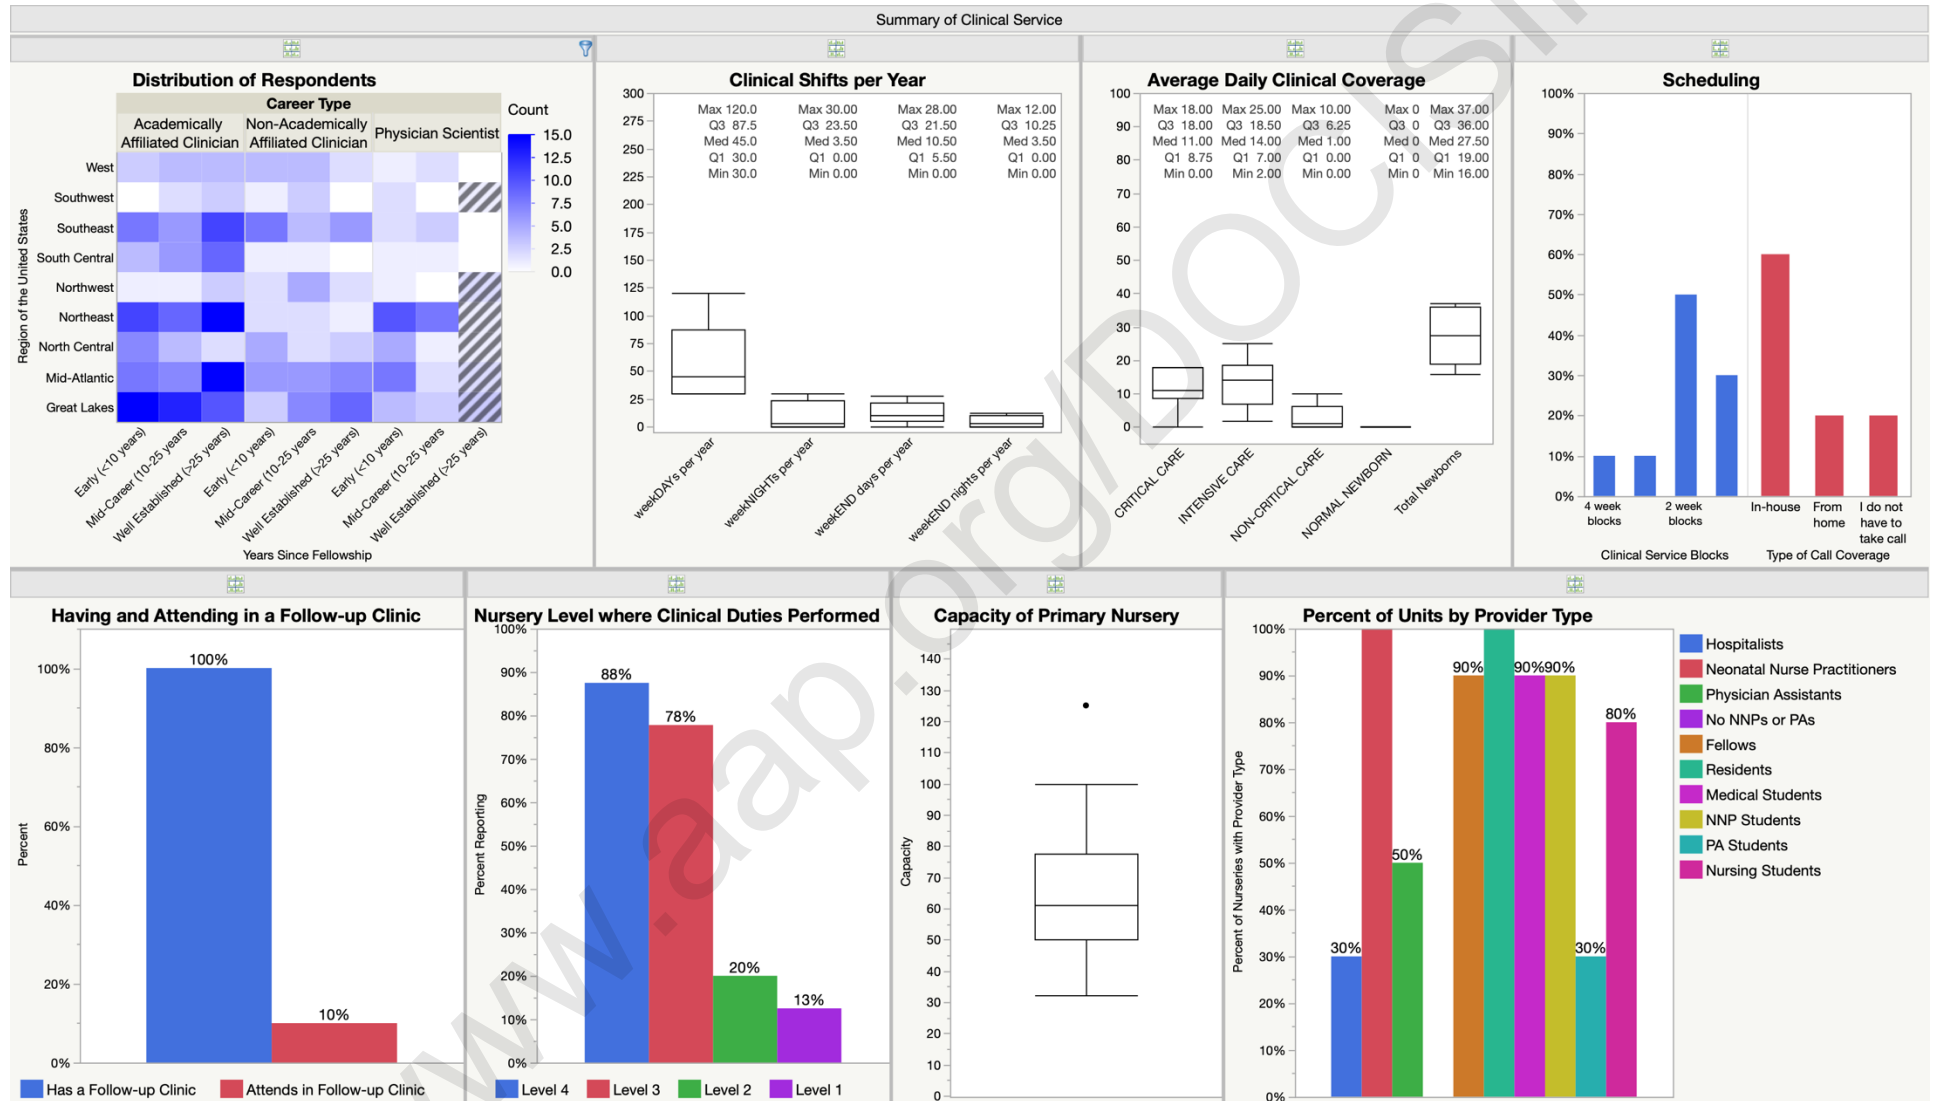 Summary of Clinical Service
Distribution of Respondents
Career Type
Academically Affiliated Clinician
Non-Academically Affiliated Clinician
Physician Scientist
Count
15.0
12.5
10.0
7.5
5.0
2.5
0.0
Region of the United States
West
Southwest
Southeast
South Central
Northwest
Northeast
North Central
Mid-Atlantic
Great Lakes
Early (<10 years)
Mid-Career (10-25 years
Well Established (>25 years)
Early (<10 years)
Mid-Career (10-25 years
Well Established (>25 years)
Early (<10 years)
Mid-Career (10-25 years
Well Established (>25 years)
Years Since Fellowship
Clinical Shifts per Year
300
275
250
225
200
175
150
125
100
75
50
25
0
Max 120.0 Max 30.00 Max 28.00 Max 12.00
Q3 87.5 Q3 23.50 Q3 21.50 Q3 10.25
Med 45.0 Med 3.50 Med 10.50 Med 3.50
Q1 30.0 Q1 0.00 Q1 5.50 Q1 0.00
Min 30.0 Min 0.00 Min 0.00 Min 0.00
weekDAYs per year
weekNIGHTs per year
weekEND days per year
weekEND nights per year
Average Daily Clinical Coverage
100
90
80
70
60
50
40
30
20
10
0
Max 18.00 Max 25.00 Max 10.00 Max 0 Max 37.00
Q3 18.00 Q3 18.50 Q3 6.25 Q3 0 Q3 36.00
Med 11.00 Med 14.00 Med 1.00 Med 0 Med 27.50
Q1 8.75 Q1 7.00 Q1 0.00 Q1 0 Q1 19.00
Min 0.00 Min 2.00 Min 0.00 Min 0 Min 16.00
CRITICAL CARE
INTENSIVE CARE
NON-CRITICAL CARE
NORMAL NEWBORN
Total Newborns
Scheduling
100%
90%
80%
70%
60%
50%
40%
30%
20%
10%
0%
4 week blocks
2 week blocks
In-house
From home
I do not have to take call
Clinical Service Blocks
Type of Call Coverage
Having and Attending in a Follow-up Clinic
Percent
100%
80%
60%
40%
20%
0%
100%
10%
Has a Follow-up Clinic
Attends in Follow-up Clinic
Nursery Level where Clinical Duties Performed
Percent Reporting
100%
90%
80%
70%
60%
50%
40%
30%
20%
10%
0%
88%
78%
20%
13%
Level 4
Level 3
Level 2
Level 1
Capacity of Primary Nursery
Capacity
140
130
120
110
100
90
80
70
60
50
40
30
20
10
0
Percent of Units by Provider Type
Percent of Nurseries with Provider Type
100%
90%
80%
70%
60%
50%
40%
30%
20%
10%
0%
30%
50%
90%
90%
90%
30%
80%
Hospitalists
Neonatal Nurse Practitioners
Physician Assistants
No NNPs or PAs
Fellows
Residents
Medical Students
NNP Students
PA Students
Nursing Students